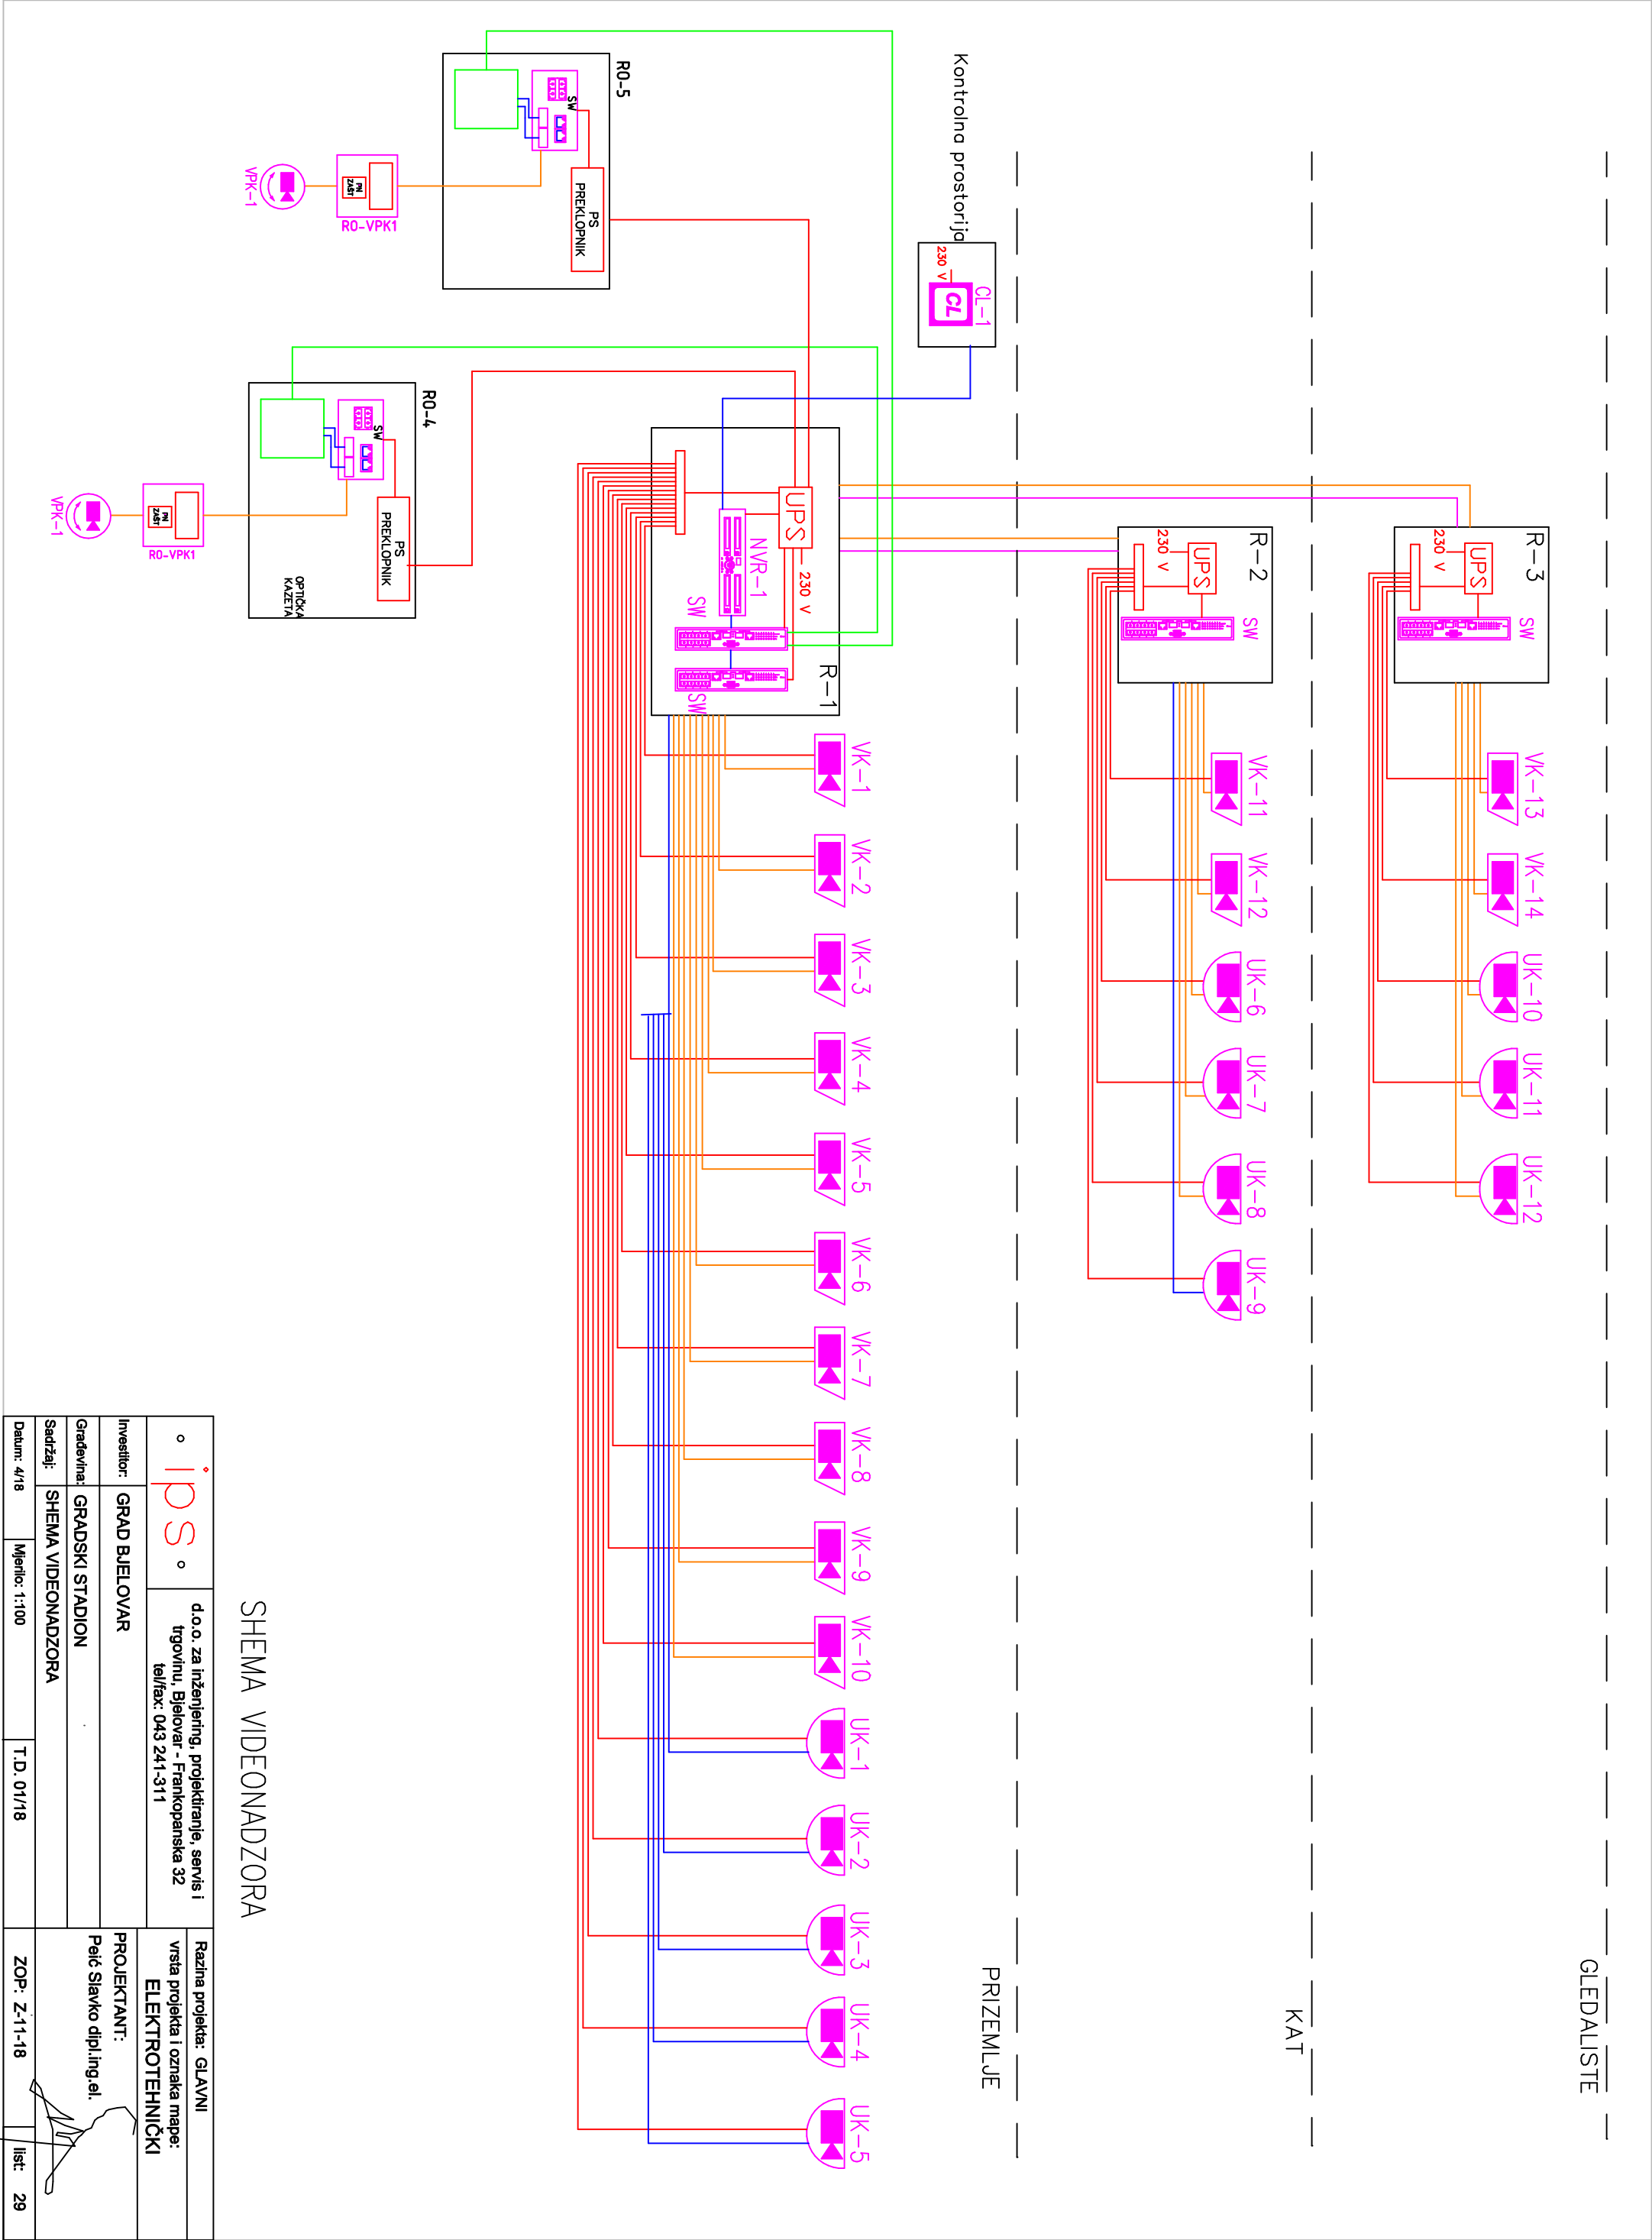 GLEDALISTE
R-3
UPS
230 V
SW
VK-13
VK-14
UK-10
UK-11
UK-12
KAT
R-2
UPS
230 V
SW
VK-11
VK-12
UK-6
UK-7
UK-8
UK-9
PRIZEMLJE
Kontrolna prostorija
CL-1
230 V
CL
R-1
UPS
230 V
NVR-1
SW
SW
VK-1
VK-2
VK-3
VK-4
VK-5
VK-6
VK-7
VK-8
VK-9
VK-10
UK-1
UK-2
UK-3
UK-4
UK-5
RO-5
SW
PS
PREKLOPNIK
PN
ZAŠT
RO-VPK1
VPK-1
RO-4
SW
PS
PREKLOPNIK
OPTIČKA
KAZETA
PN
ZAŠT
RO-VPK1
VPK-1
SHEMA VIDEONADZORA
ips
d.o.o. za inženjering, projektiranje, servis i
trgovinu, Bjelovar - Frankopanska 32
tel/fax: 043 241-311
Razina projekta: GLAVNI
vrsta projekta i oznaka mape:
ELEKTROTEHNIČKI
Investitor: GRAD BJELOVAR
PROJEKTANT:
Peić Slavko dipl.ing.el.
Građevina: GRADSKI STADION
Sadržaj: SHEMA VIDEONADZORA
Datum: 4/18 Mjerilo: 1:100 T.D. 01/18 ZOP: Z-11-18 list: 29